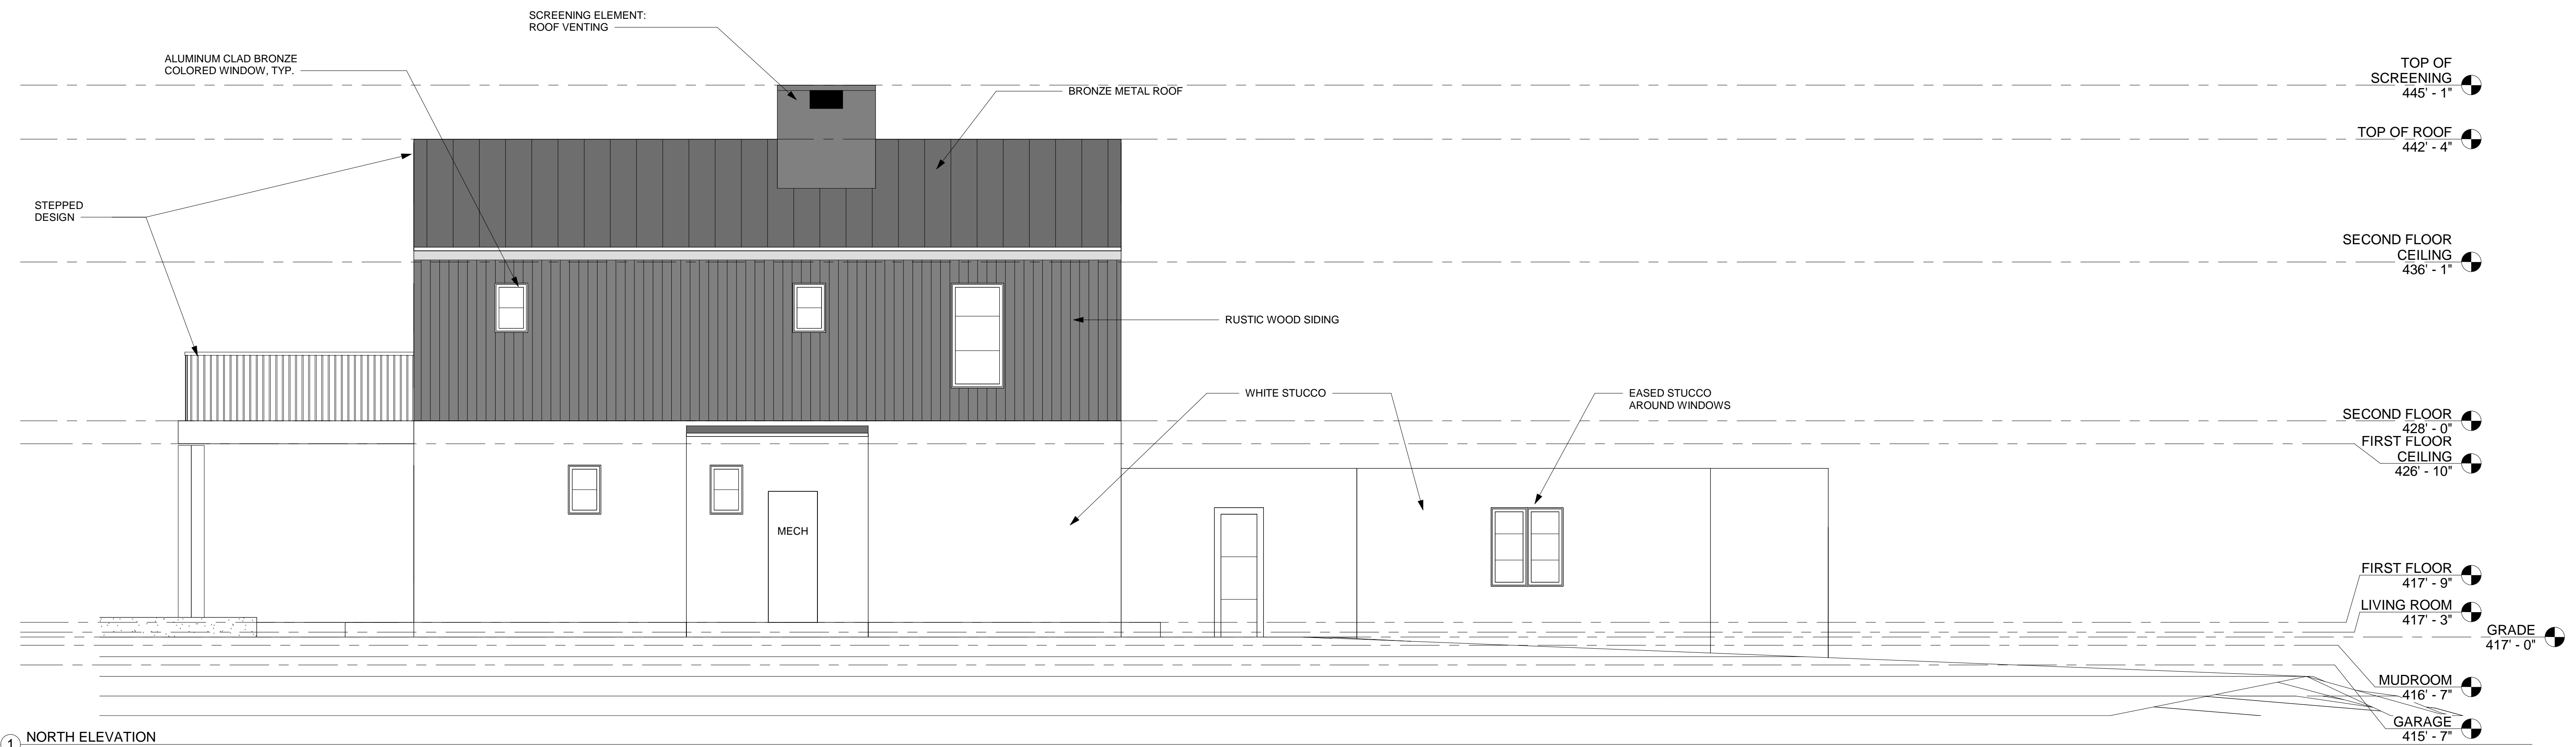 SCREENING ELEMENT:
ROOF VENTING
ALUMINUM CLAD BRONZE
COLORED WINDOW, TYP.
BRONZE METAL ROOF
STEPPED
DESIGN
RUSTIC WOOD SIDING
WHITE STUCCO
EASED STUCCO
AROUND WINDOWS
MECH
TOP OF
SCREENING
445' - 1"
TOP OF ROOF
442' - 4"
SECOND FLOOR
CEILING
436' - 1"
SECOND FLOOR
428' - 0"
FIRST FLOOR
CEILING
426' - 10"
FIRST FLOOR
417' - 9"
LIVING ROOM
417' - 3"
GRADE
417' - 0"
MUDROOM
416' - 7"
GARAGE
415' - 7"
1 NORTH ELEVATION